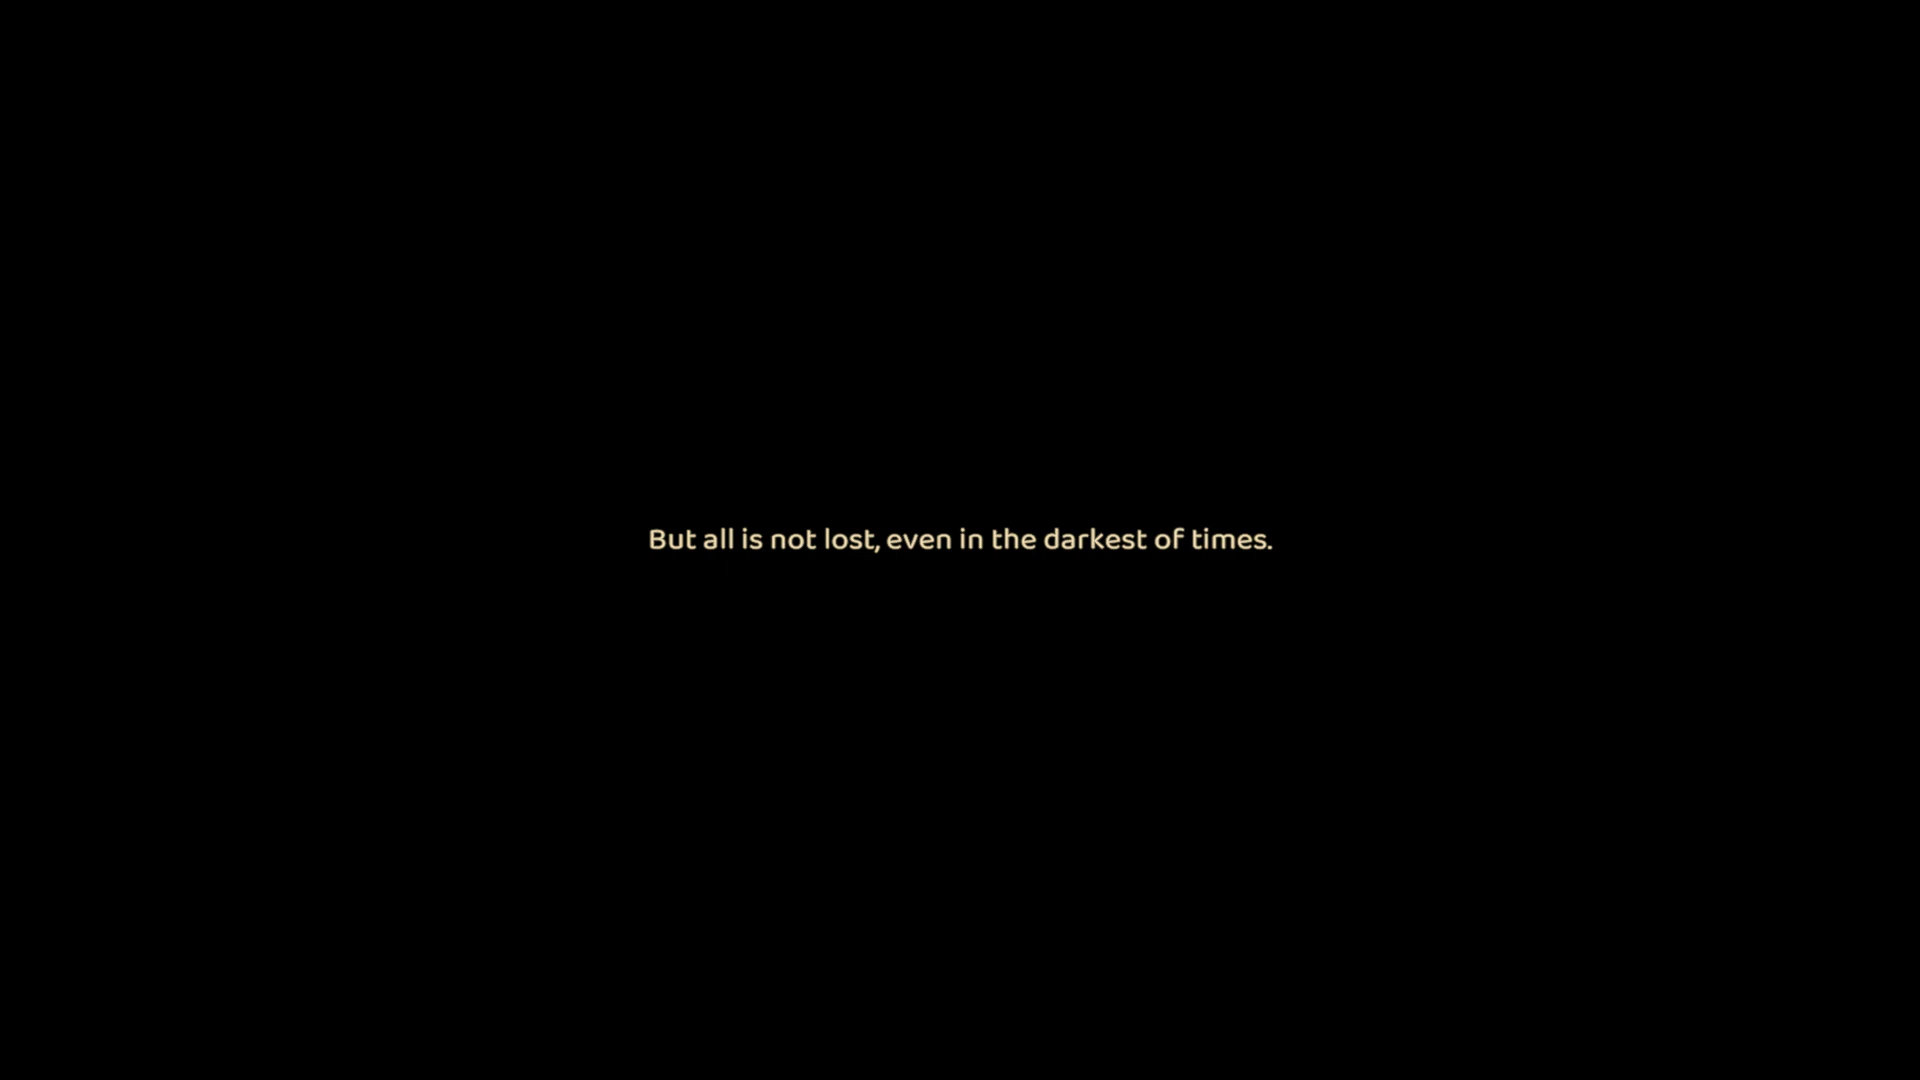 But all is not lost, even in the darkest of times.